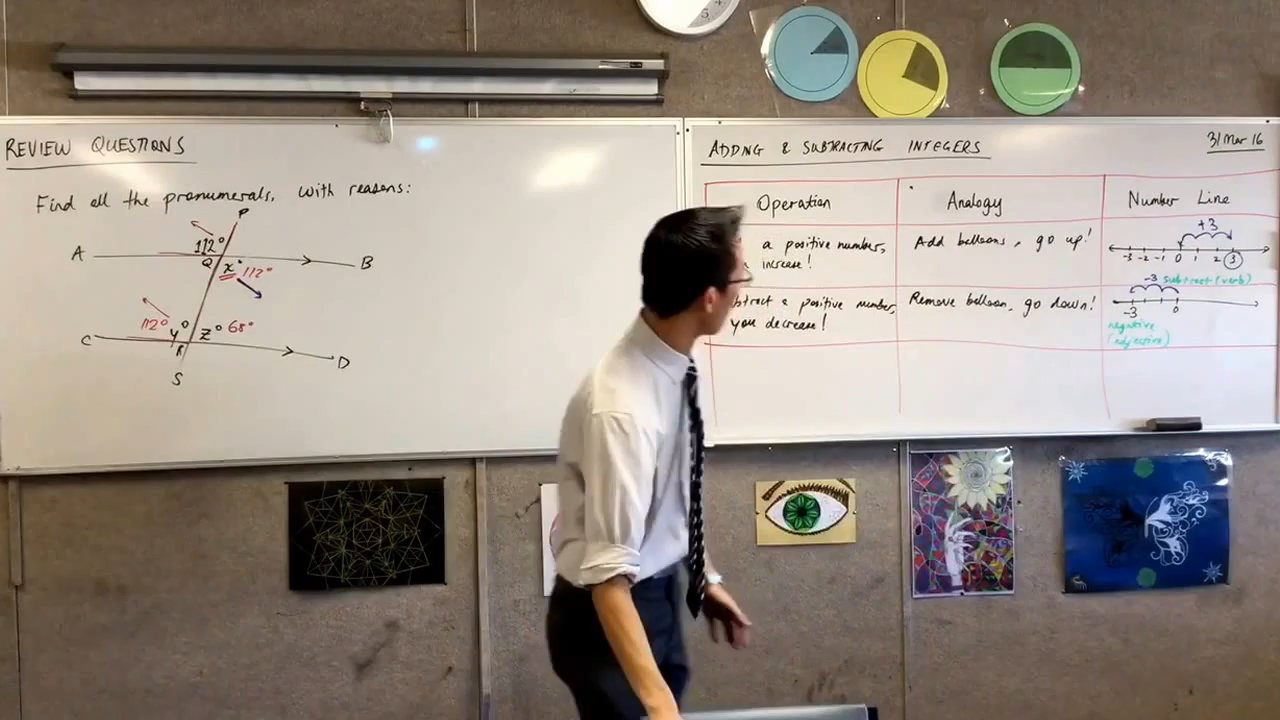 REVIEW QUESTIONS
Find all the pronumerals, with reasons:
P
112°
A
Q
x°
112°
B
112°
y°
z°
68°
C
R
D
S
ADDING & SUBTRACTING INTEGERS
31 Mar 16
Operation
Analogy
Number Line
a positive number,
increase!
Add balloons, go up!
+3
-3 -2 -1 0 1 2 3
btract a positive number,
you decrease!
Remove balloon, go down!
-3 subtract (verb)
-3 0
negative
(adjective)